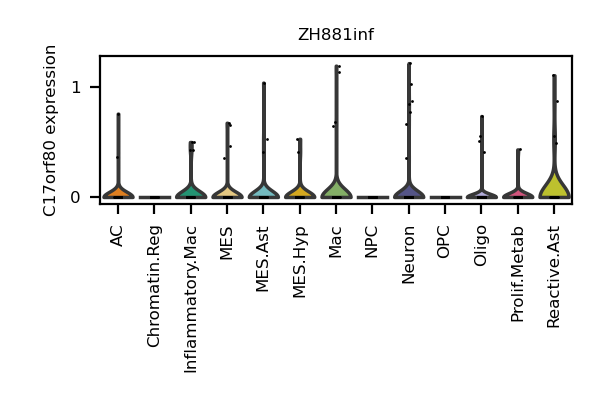 ZH881inf
C17orf80 expression
1
0
AC
Chromatin.Reg
Inflammatory.Mac
MES
MES.Ast
MES.Hyp
Mac
NPC
Neuron
OPC
Oligo
Prolif.Metab
Reactive.Ast